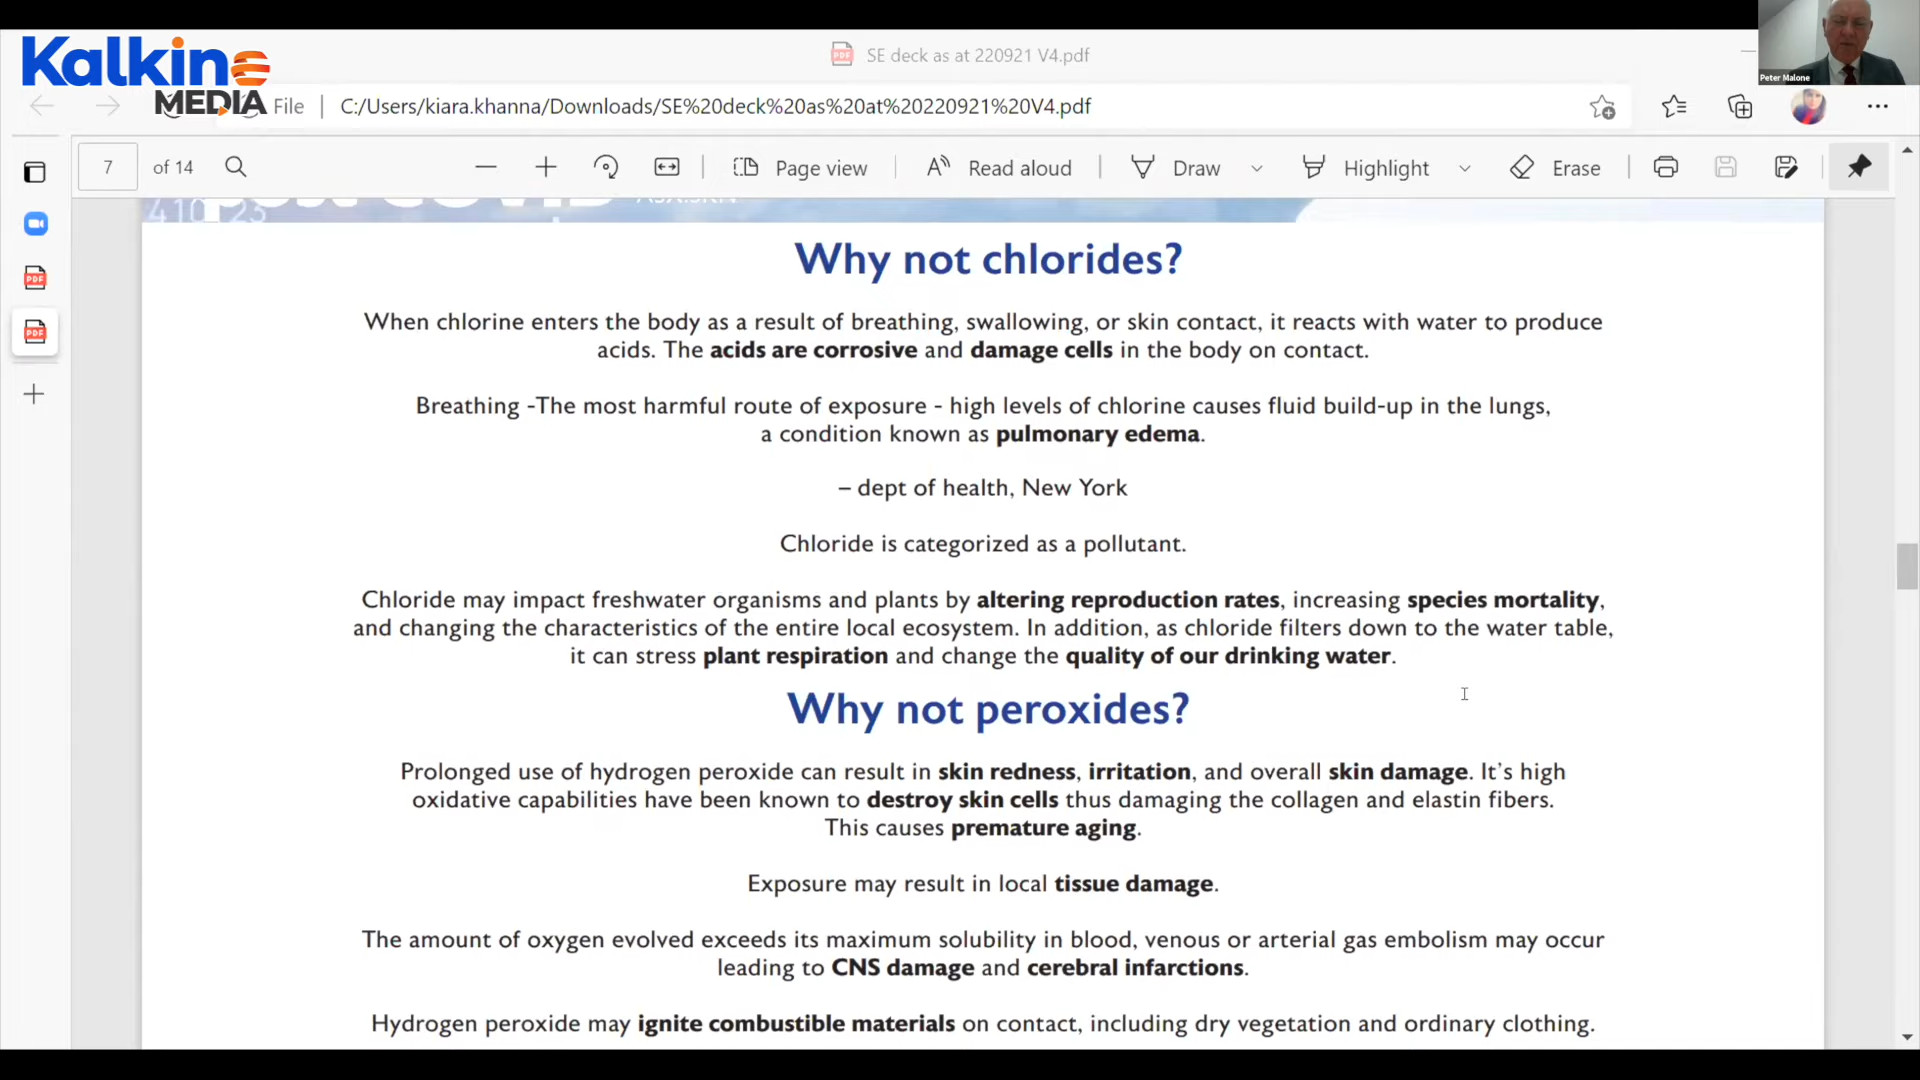 Kalkine
MEDIA
SE deck as at 220921 V4.pdf
Peter Malone
File
C:/Users/kiara.khanna/Downloads/SE%20deck%20as%20at%20220921%20V4.pdf
7
of 14
Page view
Read aloud
Draw
Highlight
Erase
Why not chlorides?
When chlorine enters the body as a result of breathing, swallowing, or skin contact, it reacts with water to produce
acids. The acids are corrosive and damage cells in the body on contact.
Breathing -The most harmful route of exposure - high levels of chlorine causes fluid build-up in the lungs,
a condition known as pulmonary edema.
– dept of health, New York
Chloride is categorized as a pollutant.
Chloride may impact freshwater organisms and plants by altering reproduction rates, increasing species mortality,
and changing the characteristics of the entire local ecosystem. In addition, as chloride filters down to the water table,
it can stress plant respiration and change the quality of our drinking water.
Why not peroxides?
Prolonged use of hydrogen peroxide can result in skin redness, irritation, and overall skin damage. It's high
oxidative capabilities have been known to destroy skin cells thus damaging the collagen and elastin fibers.
This causes premature aging.
Exposure may result in local tissue damage.
The amount of oxygen evolved exceeds its maximum solubility in blood, venous or arterial gas embolism may occur
leading to CNS damage and cerebral infarctions.
Hydrogen peroxide may ignite combustible materials on contact, including dry vegetation and ordinary clothing.